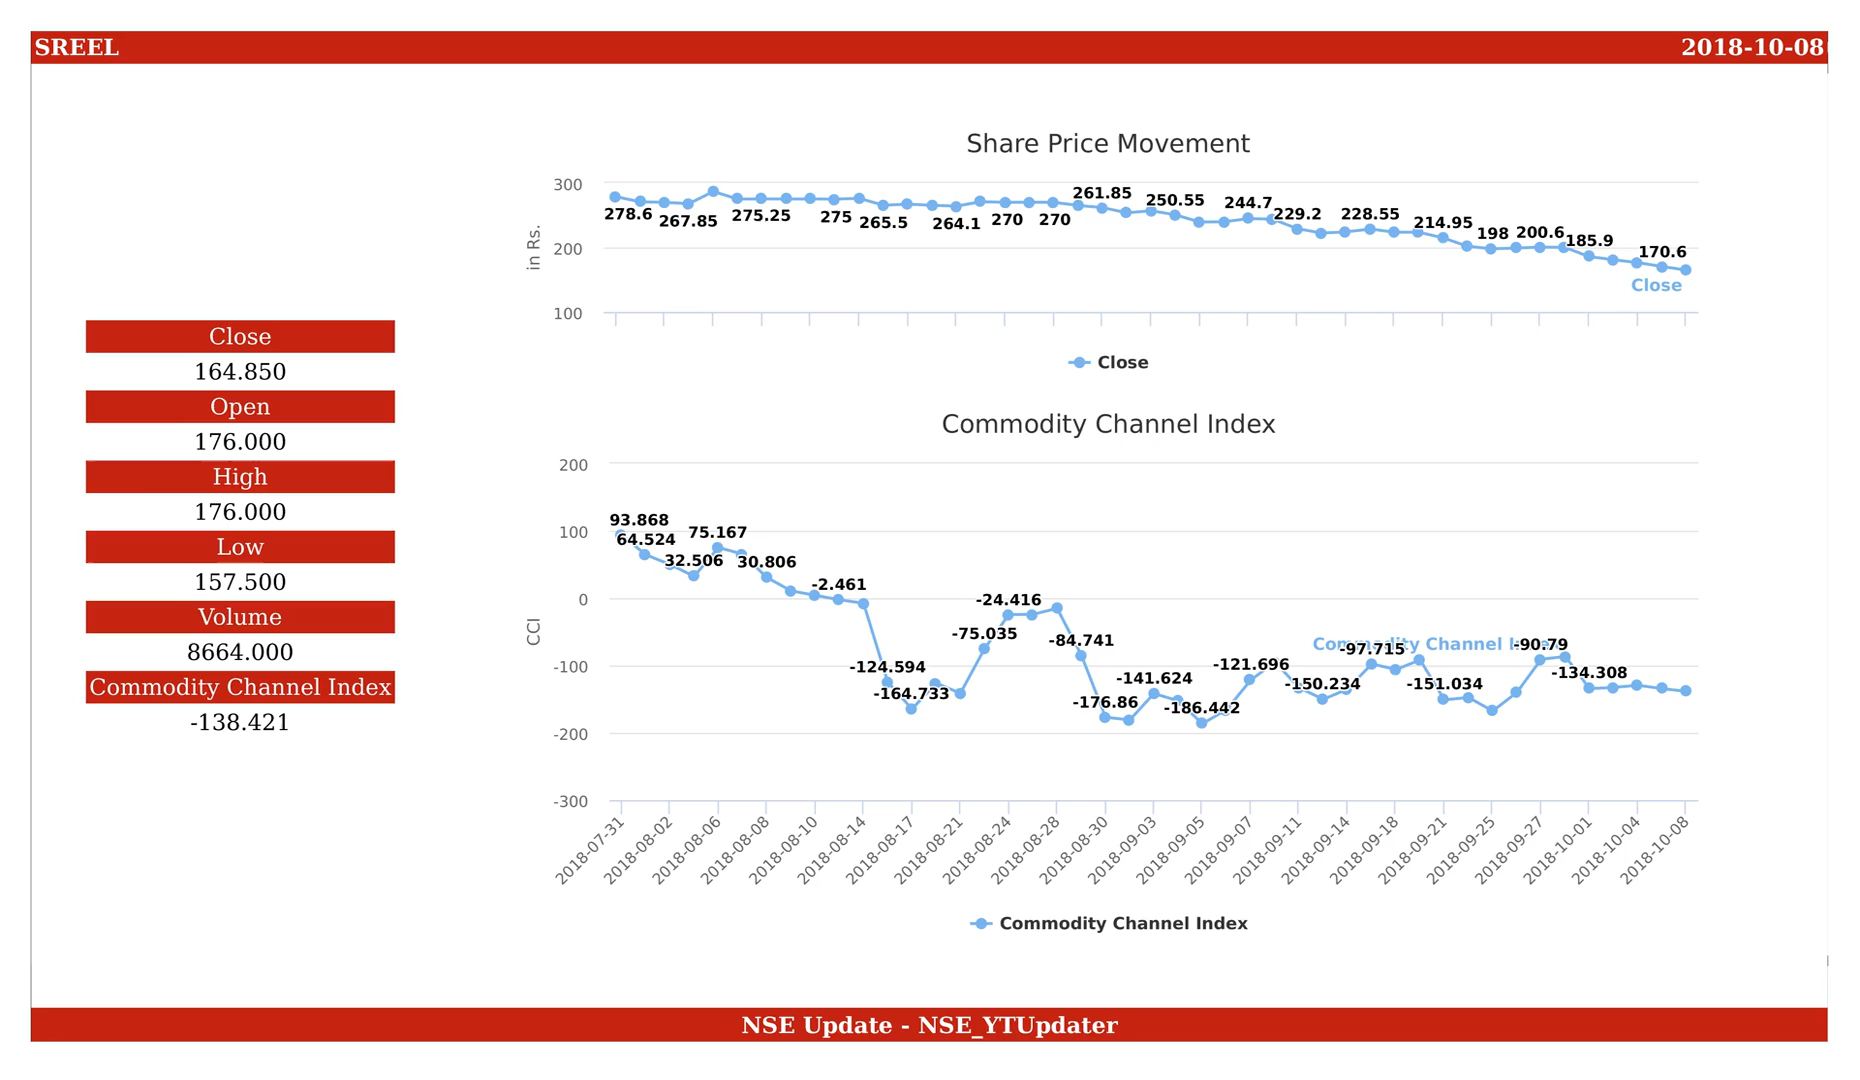 SREEL 2018-10-08
Close
164.850
Open
176.000
High
176.000
Low
157.500
Volume
8664.000
Commodity Channel Index
-138.421
Share Price Movement
in Rs.
300
200
100
278.6 267.85 275.25 275 265.5 264.1 270 270 261.85 250.55 244.7 229.2 228.55 214.95 198 200.6 185.9 170.6
Close
Close
Commodity Channel Index
CCI
200
100
0
-100
-200
-300
93.868 64.524 32.506 75.167 30.806 -2.461 -124.594 -164.733 -75.035 -24.416 -84.741 -176.86 -141.624 -186.442 -121.696 -150.234 -97.715 -151.034 -90.79 -134.308
Commodity Channel
2018-07-31 2018-08-02 2018-08-06 2018-08-08 2018-08-10 2018-08-14 2018-08-17 2018-08-21 2018-08-24 2018-08-28 2018-08-30 2018-09-03 2018-09-05 2018-09-07 2018-09-11 2018-09-14 2018-09-18 2018-09-21 2018-09-25 2018-09-27 2018-10-01 2018-10-04 2018-10-08
Commodity Channel Index
NSE Update - NSE_YTUpdater